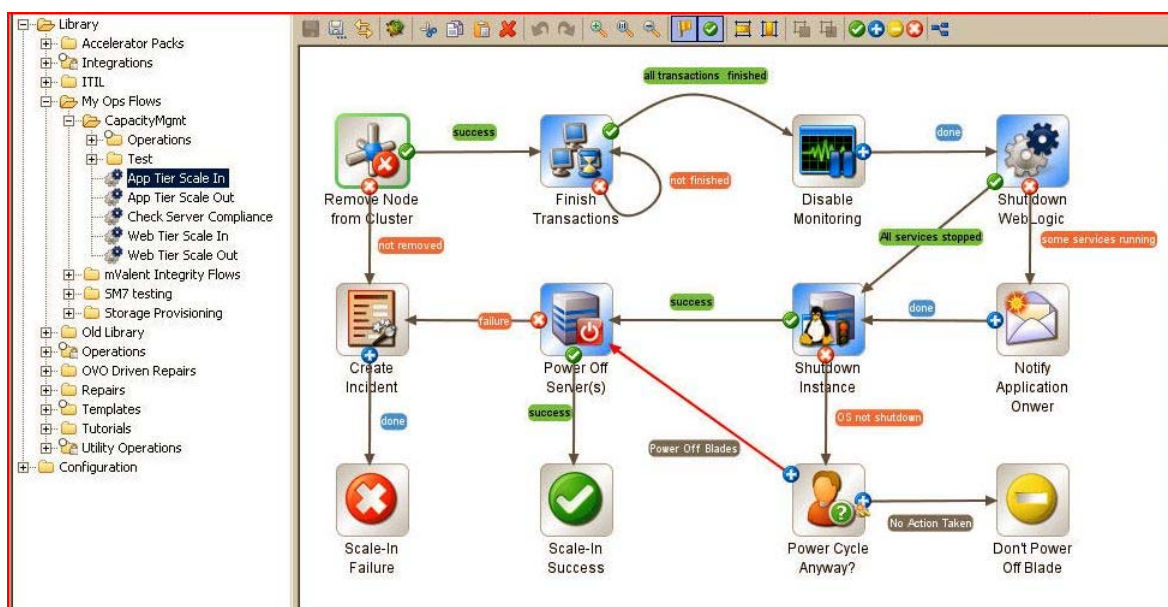 Library
Accelerator Packs
Integrations
ITIL
My Ops Flows
CapacityMgmt
Operations
Test
App Tier Scale In
App Tier Scale Out
Check Server Compliance
Web Tier Scale In
Web Tier Scale Out
mValent Integrity Flows
SM7 testing
Storage Provisioning
Old Library
Operations
OVO Driven Repairs
Repairs
Templates
Tutorials
Utility Operations
Configuration
all transactions finished
success
done
not finished
Remove Node
from Cluster
Finish
Transactions
Disable
Monitoring
Shutdown
WebLogic
not removed
All services stopped
some services running
success
failure
done
Create
Incident
Power Off
Server(s)
Shutdown
Instance
Notify
Application
Onwer
done
success
OS not shutdown
Power Off Blades
No Action Taken
Scale-In
Failure
Scale-In
Success
Power Cycle
Anyway?
Don't Power
Off Blade